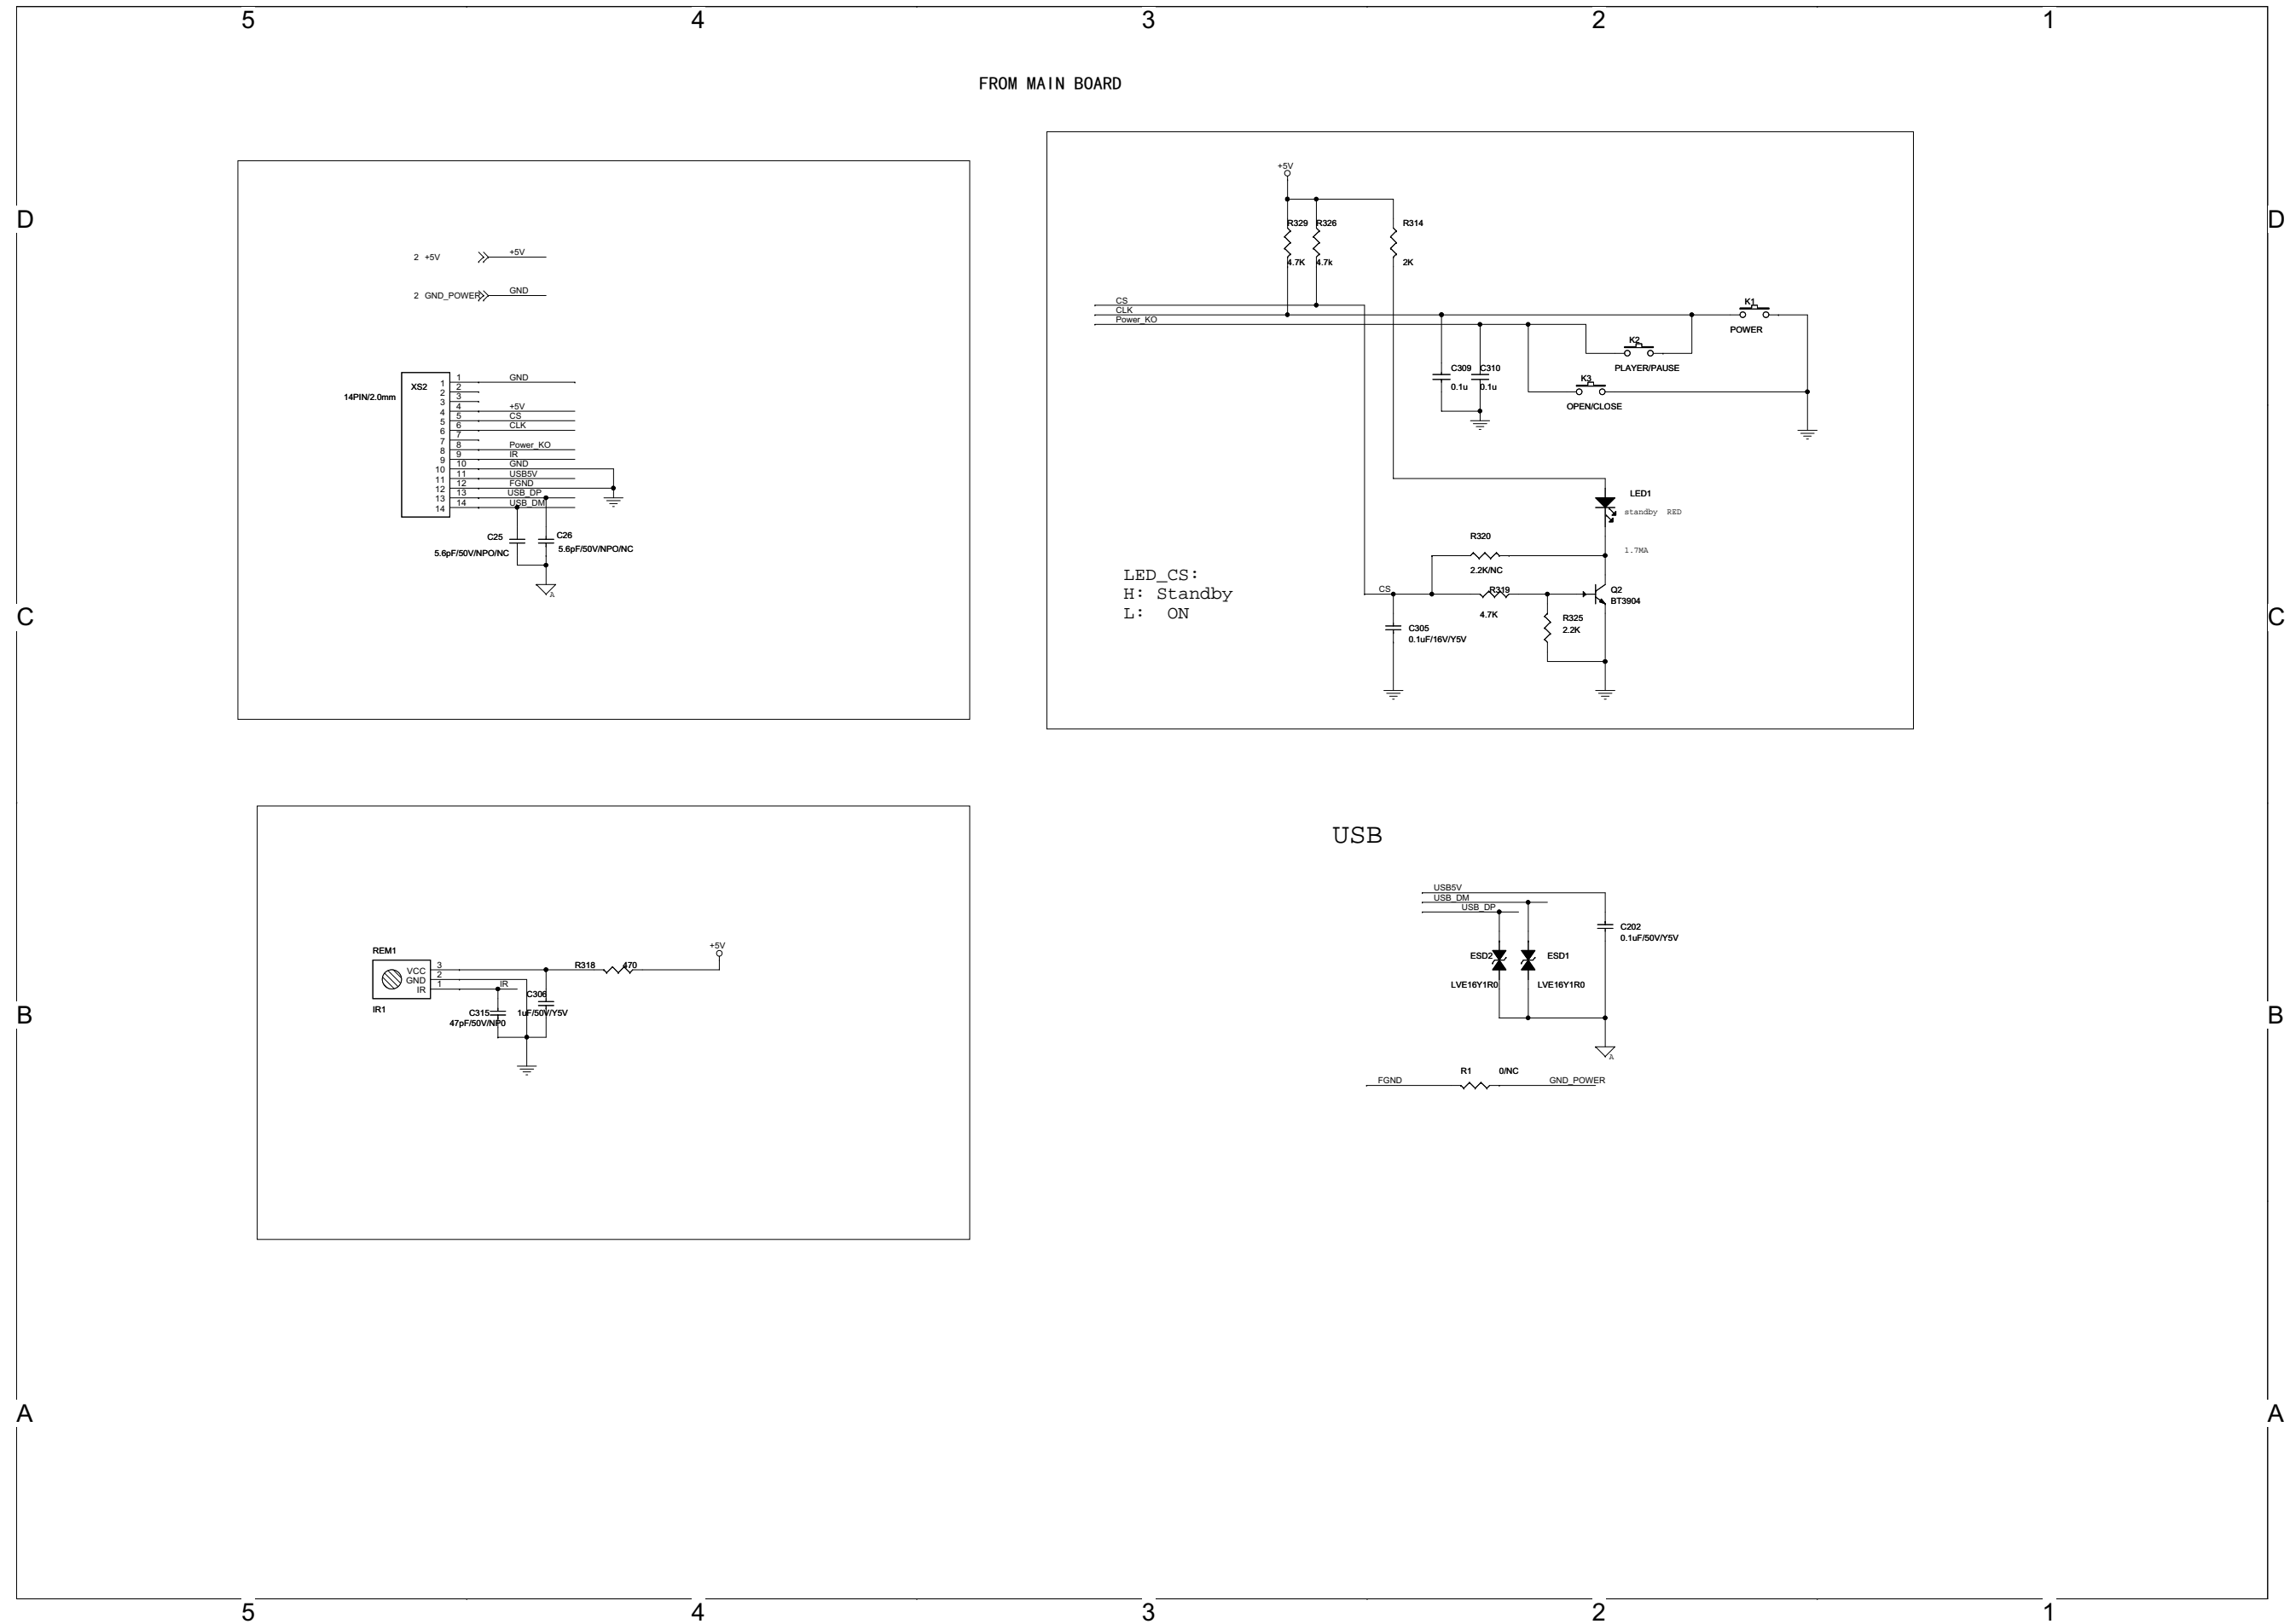 5 4 3 2 1
FROM MAIN BOARD
D D
2 +5V +5V
2 GND_POWER GND
14PIN/2.0mm
XS2
1 1 GND
2 2
3 3
4 4 +5V
5 5 CS
6 6 CLK
7 7
8 8 Power_KO
9 9 IR
10 10 GND
11 11 USB5V
12 12 FGND
13 13 USB_DP
14 14 USB_DM
C25
5.6pF/50V/NPO/NC
C26
5.6pF/50V/NPO/NC
A
+5V
R329 R326 R314
4.7K 4.7k 2K
CS
CLK
Power_KO
K1
POWER
K2
PLAYER/PAUSE
K3
OPEN/CLOSE
C309 C310
0.1u 0.1u
LED1
standby RED
1.7MA
R320
2.2K/NC
LED_CS:
H: Standby
L: ON
CS
R319
4.7K
Q2
BT3904
R325
2.2K
C305
0.1uF/16V/Y5V
C C
REM1
VCC 3
GND 2
IR 1
IR1
IR
R318 470
+5V
C306
1uF/50V/Y5V
C315
47pF/50V/NP0
USB
USB5V
USB_DM
USB_DP
C202
0.1uF/50V/Y5V
ESD2 ESD1
LVE16Y1R0 LVE16Y1R0
A
FGND R1 0/NC GND_POWER
B B
A A
5 4 3 2 1